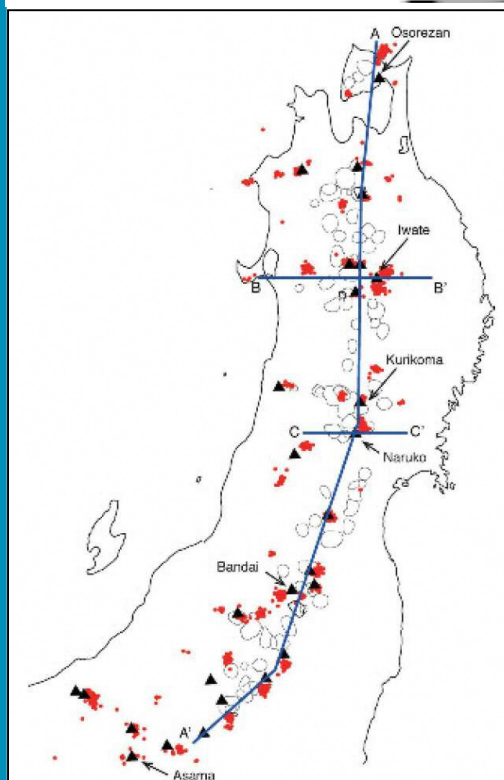 A
Osorezan
Iwate
B
B'
Kurikoma
C
C'
Naruko
Bandai
A'
Asama